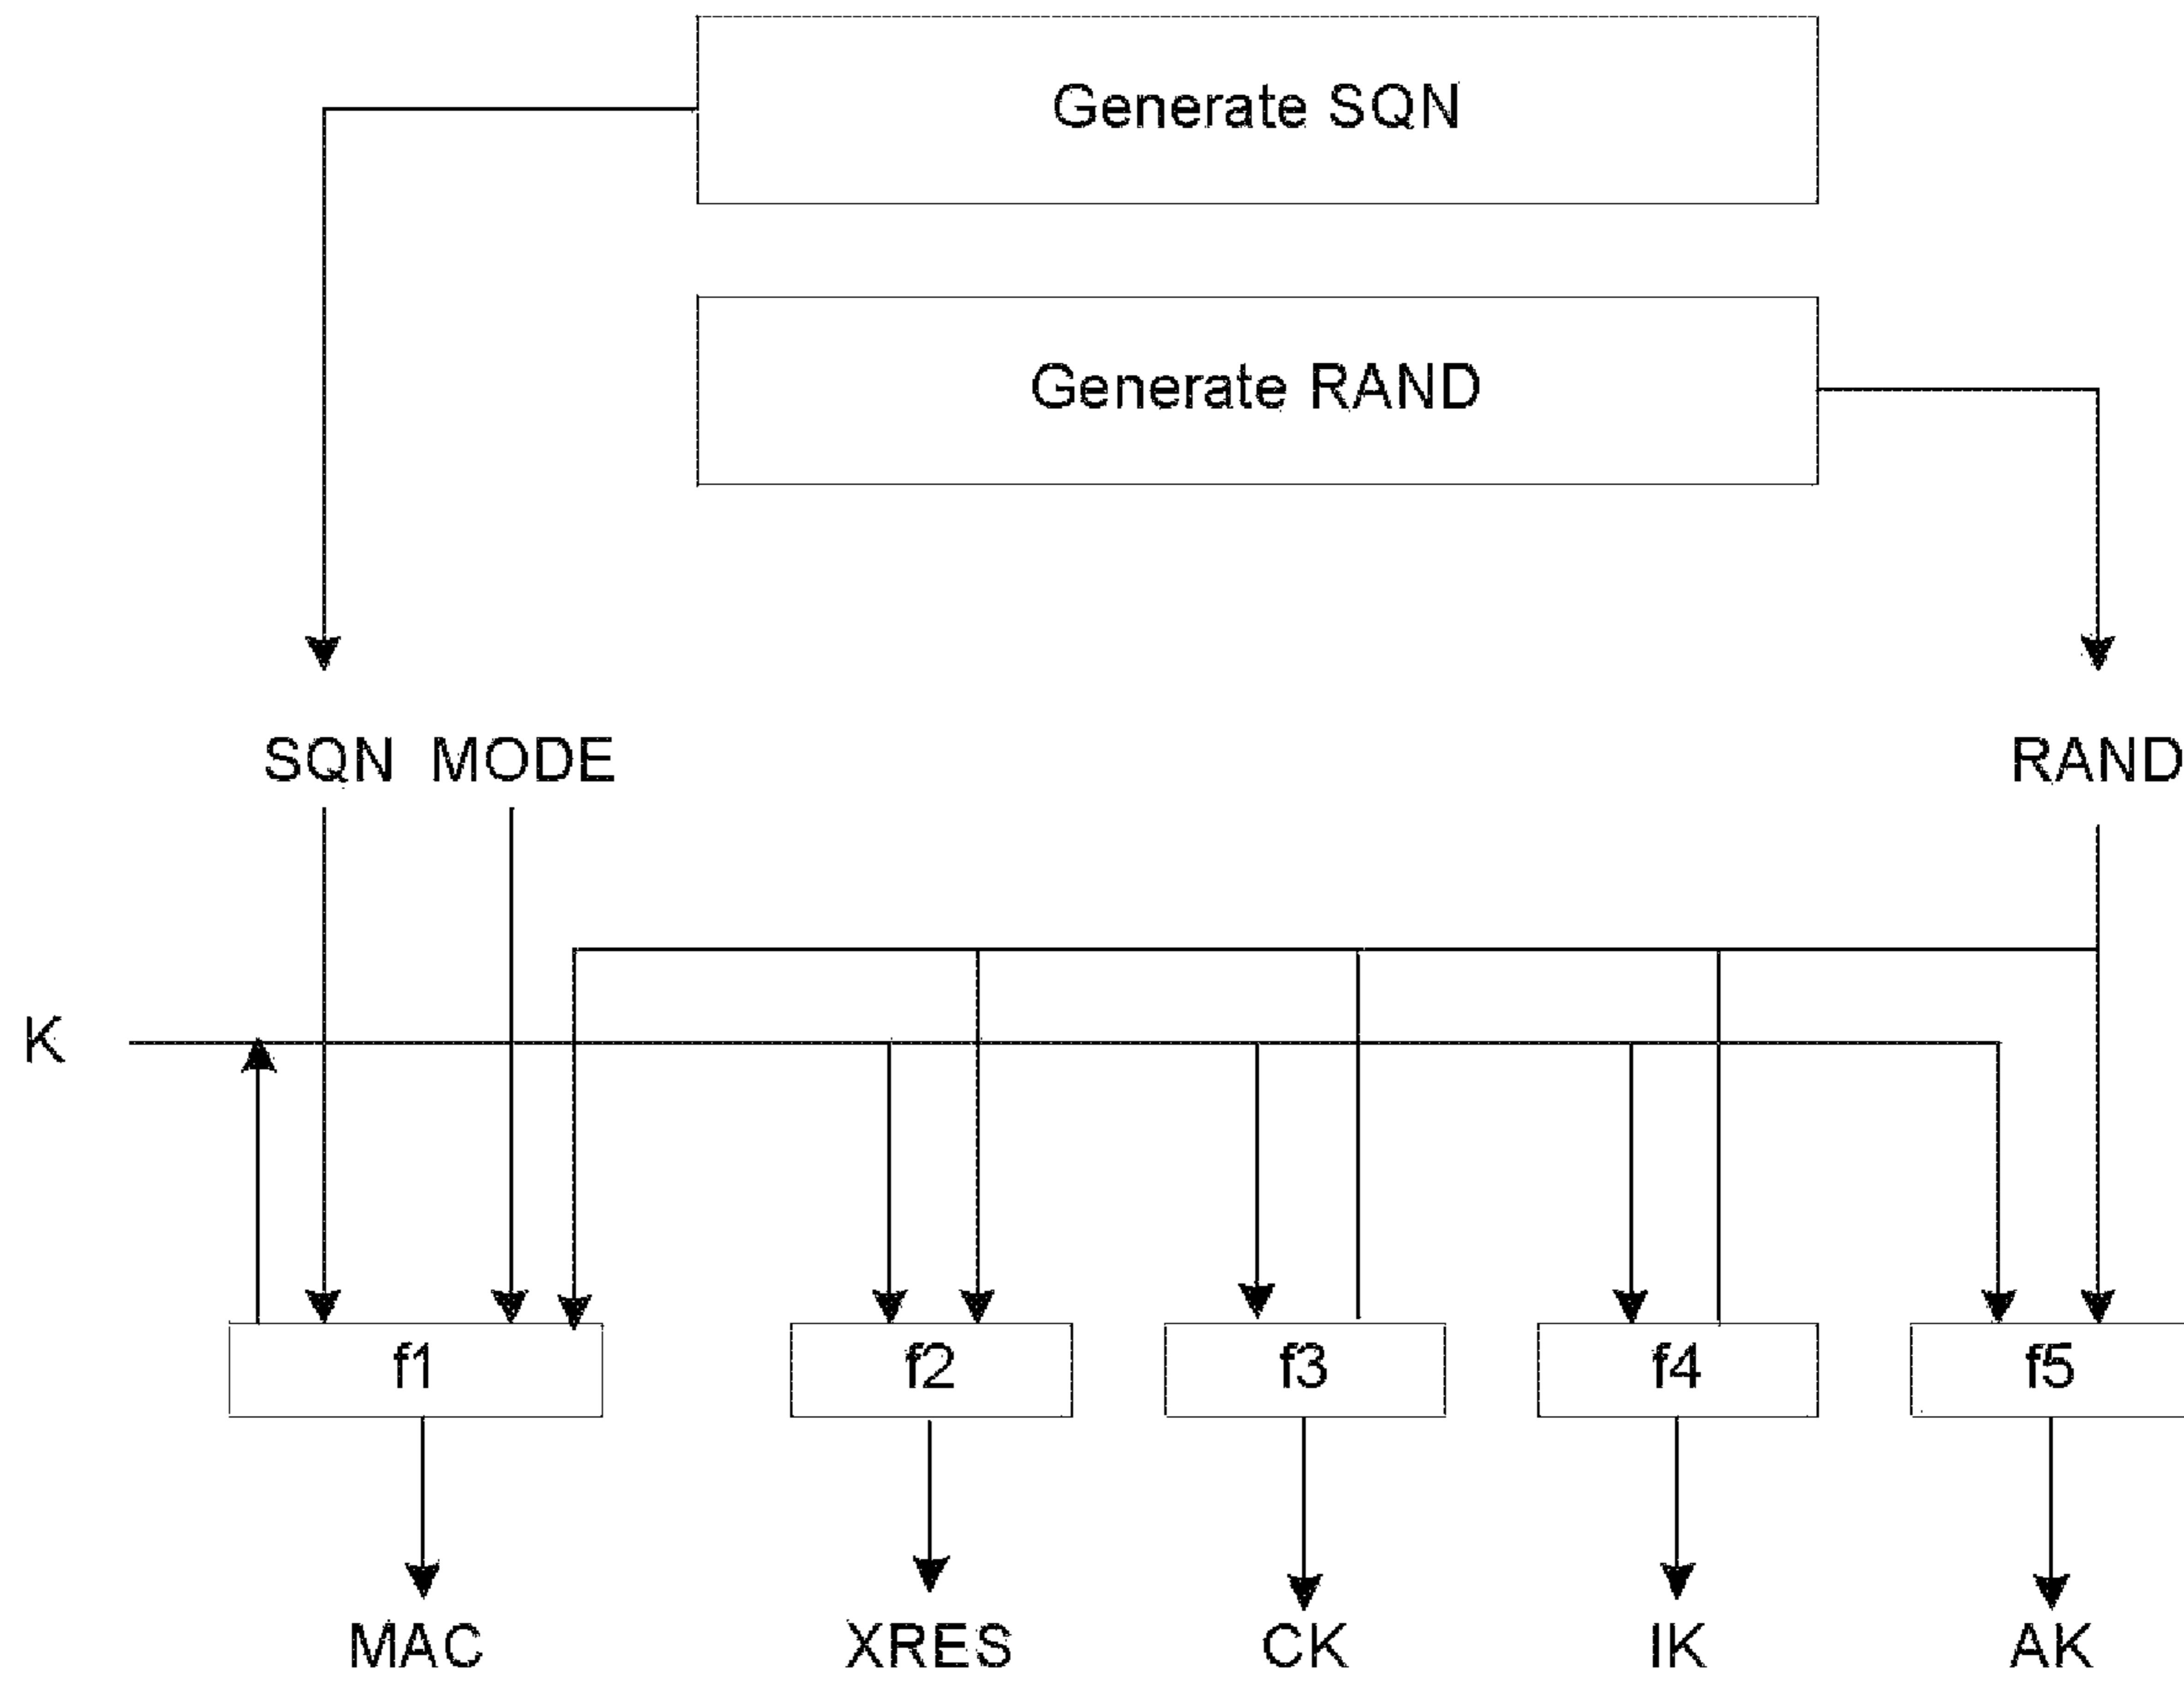 Generate SQN
Generate RAND
SQN MODE
RAND
K
f1
f2
f3
f4
f5
MAC
XRES
CK
IK
AK